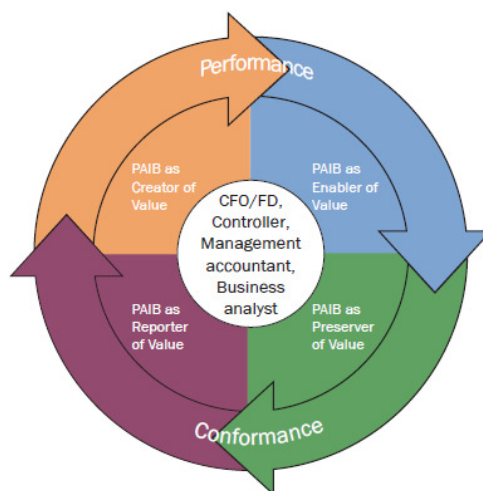 Performance
PAIB as
Creator of
Value
PAIB as
Enabler of
Value
CFO/FD,
Controller,
Management
accountant,
Business
analyst
PAIB as
Reporter
of Value
PAIB as
Preserver
of Value
Conformance